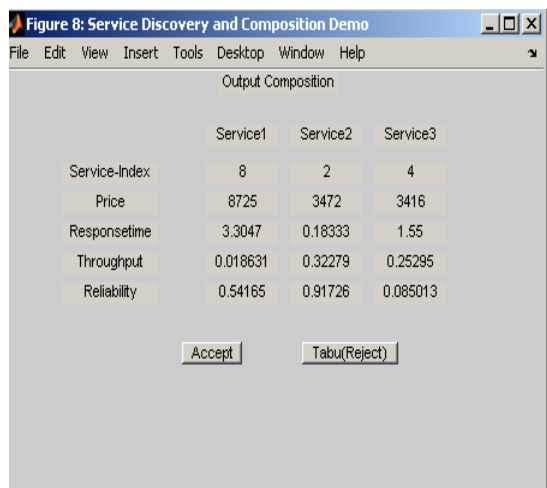 Figure 8: Service Discovery and Composition Demo
File Edit View Insert Tools Desktop Window Help
Output Composition
Service1 Service2 Service3
Service-Index 8 2 4
Price 8725 3472 3416
Responsetime 3.3047 0.18333 1.55
Throughput 0.018631 0.32279 0.25295
Reliability 0.54165 0.91726 0.085013
Accept Tabu(Reject)